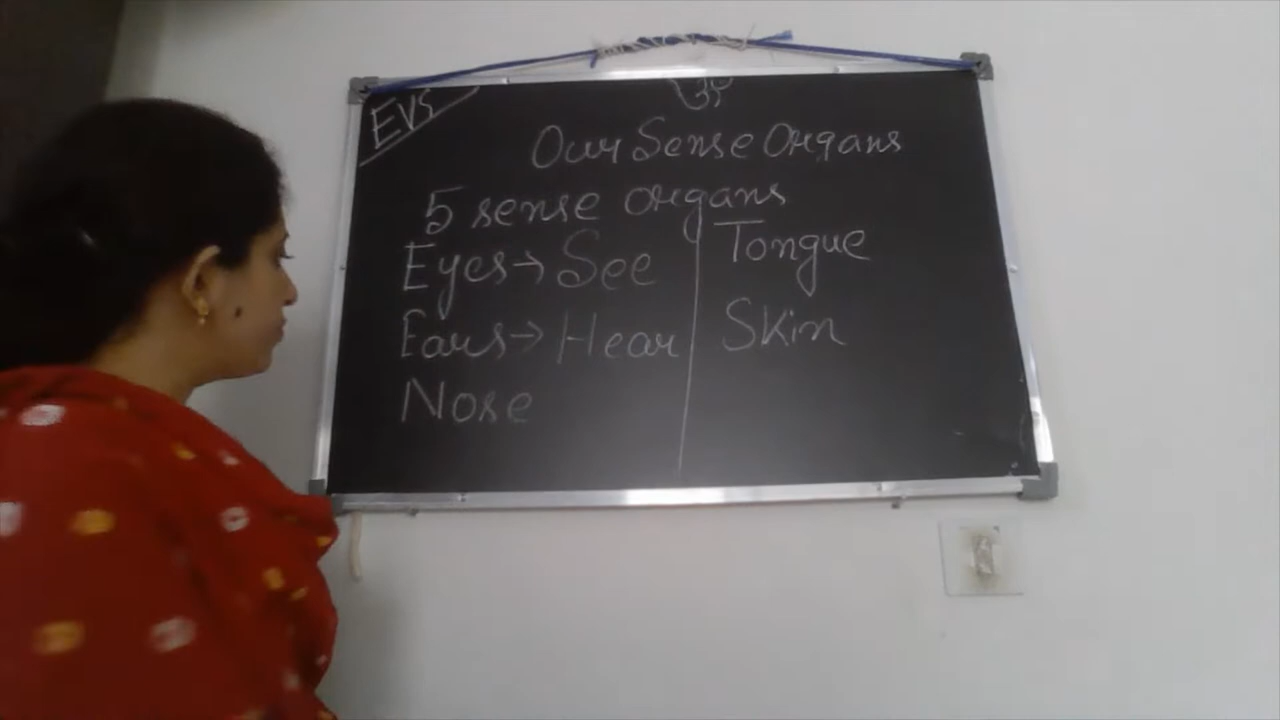 EVS
ॐ
Our Sense Organs
5 sense organs
Eyes → See
Ears → Hear
Nose
Tongue
Skin